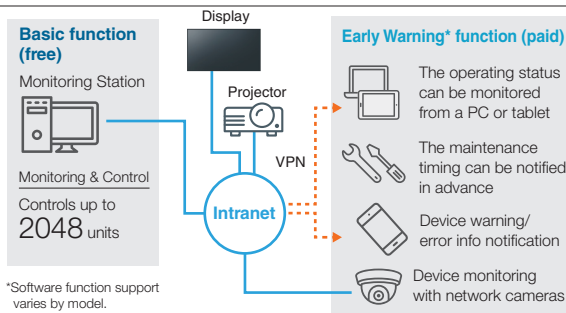 Basic function
(free)
Monitoring Station
Monitoring & Control
Controls up to
2048 units
*Software function support
varies by model.
Display
Projector
VPN
Intranet
Early Warning* function (paid)
The operating status
can be monitored
from a PC or tablet
The maintenance
timing can be notified
in advance
Device warning/
error info notification
Device monitoring
with network cameras